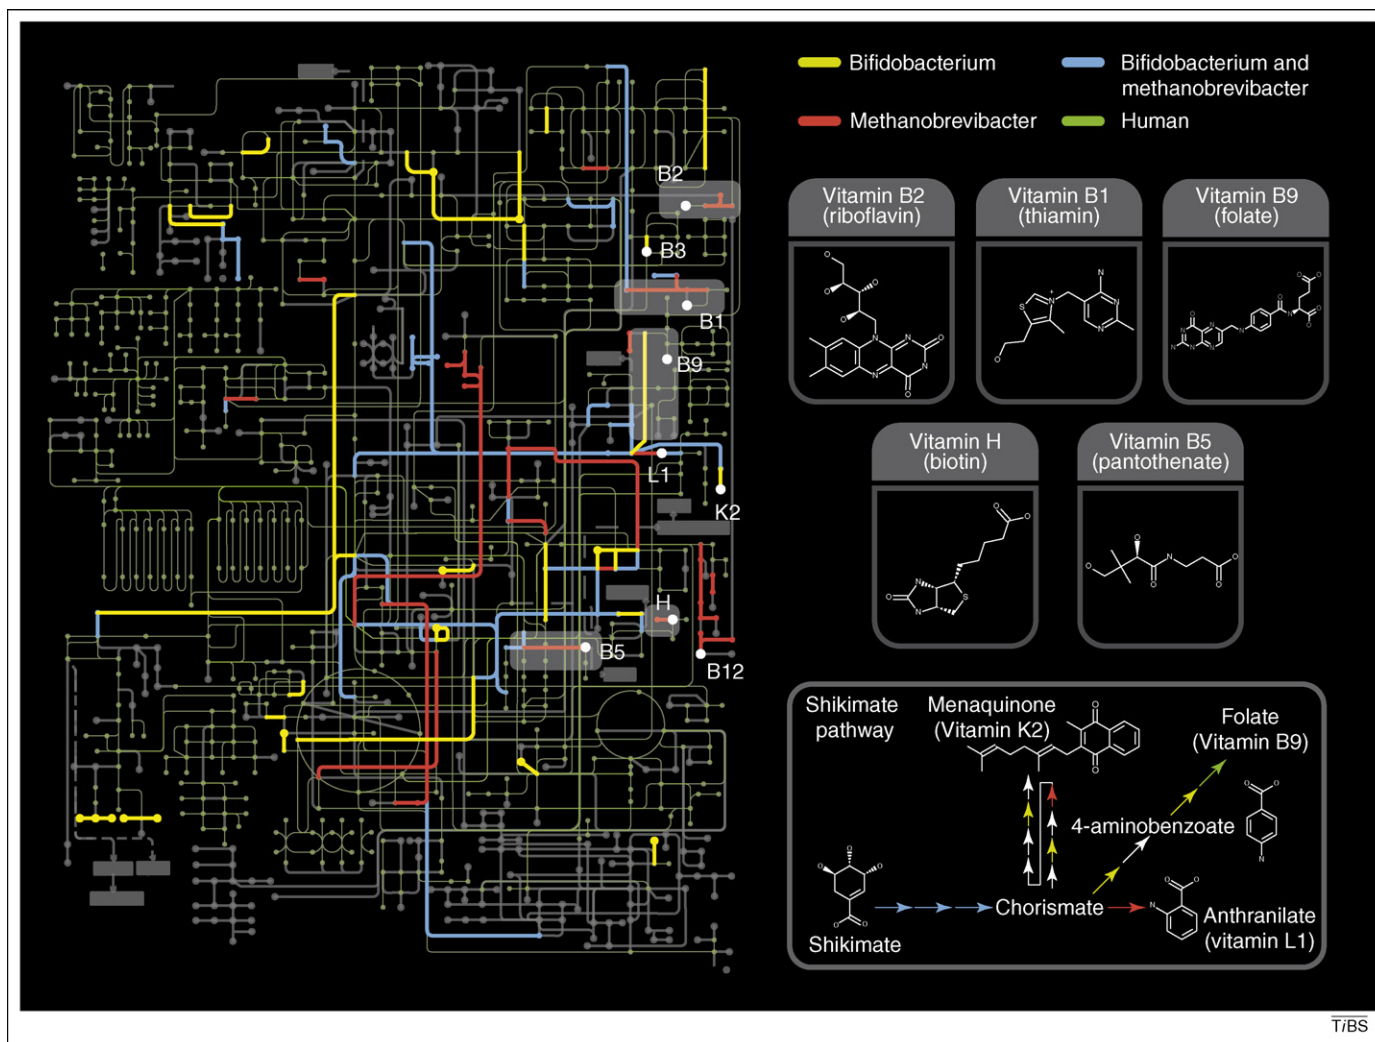 Bifidobacterium
Bifidobacterium and
methanobrevibacter
Methanobrevibacter
Human
B2
B3
B1
B9
L1
K2
H
B5
B12
Vitamin B2
(riboflavin)
Vitamin B1
(thiamin)
Vitamin B9
(folate)
Vitamin H
(biotin)
Vitamin B5
(pantothenate)
Shikimate
pathway
Menaquinone
(Vitamin K2)
Folate
(Vitamin B9)
4-aminobenzoate
Chorismate
Shikimate
Anthranilate
(vitamin L1)
TiBS